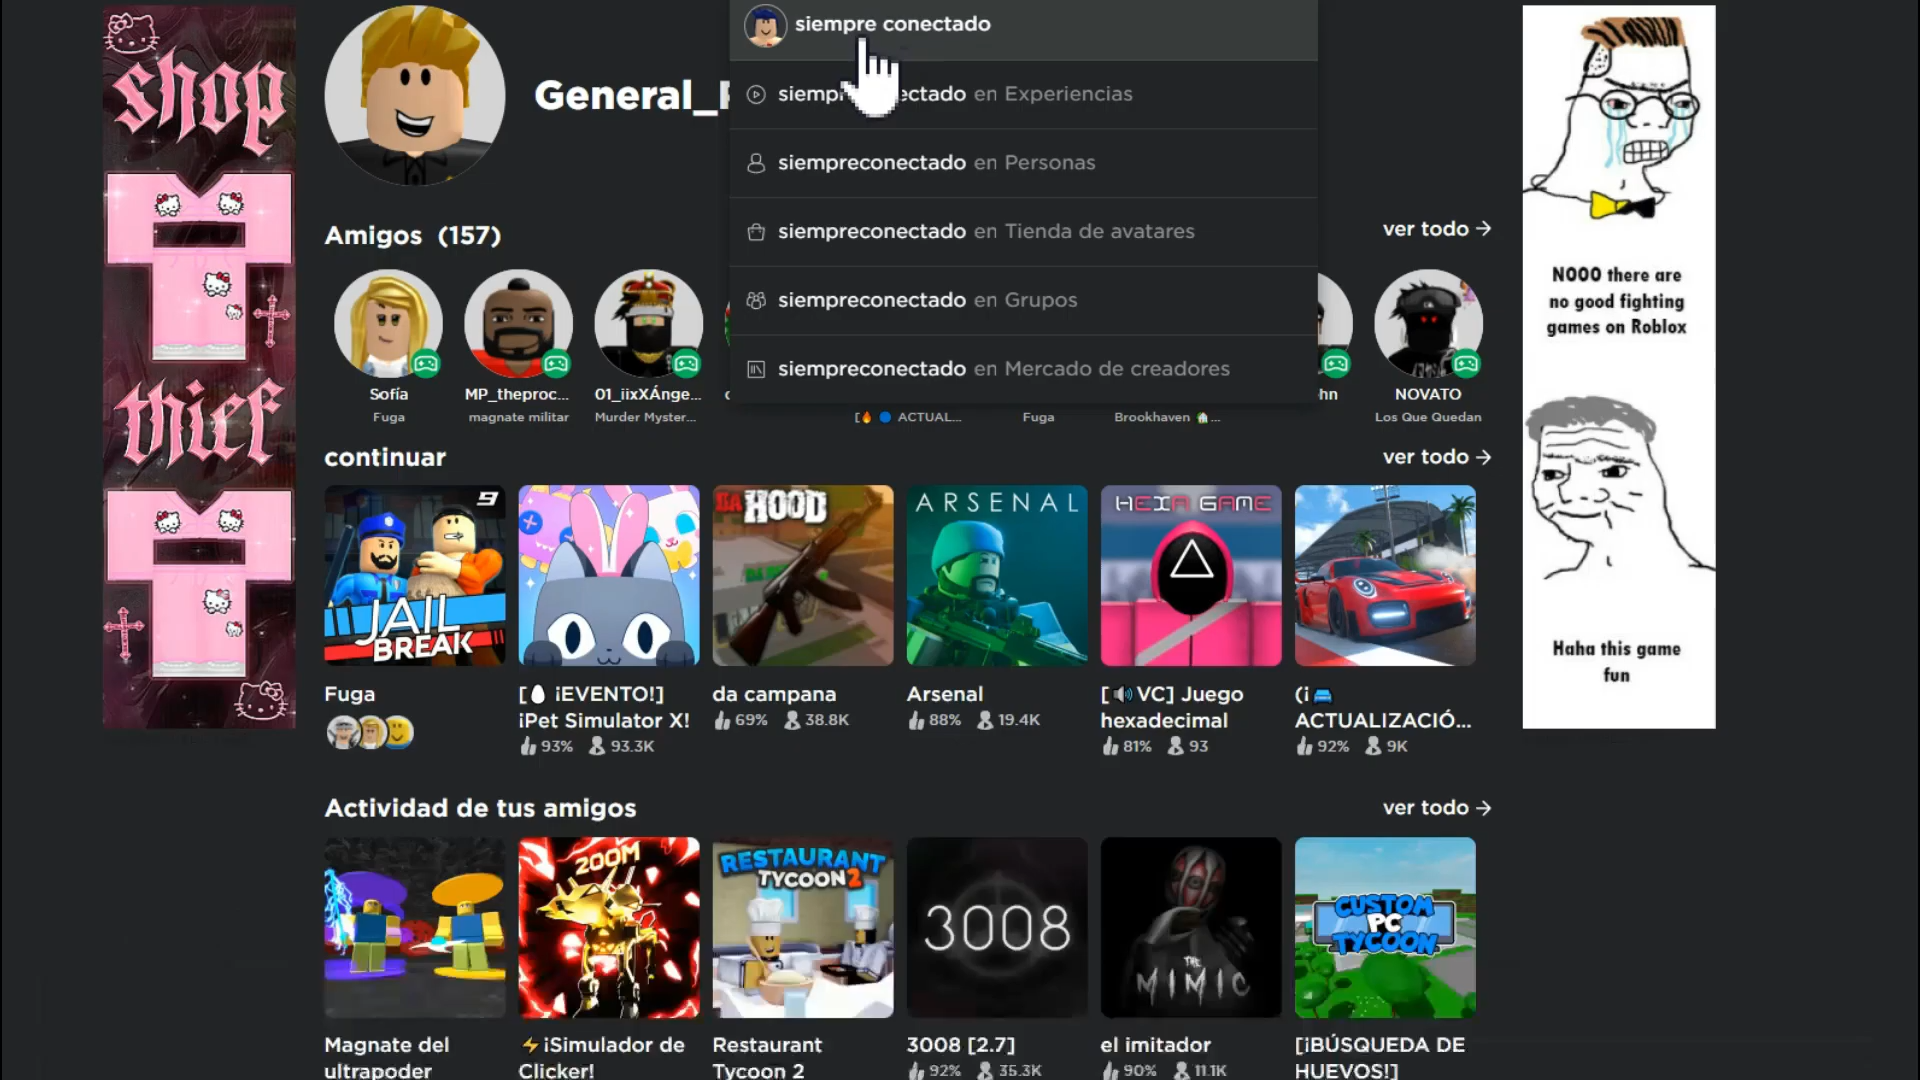 shop
thief
General_
siempre conectado
siemp ectado en Experiencias
siempreconectado en Personas
siempreconectado en Tienda de avatares
siempreconectado en Grupos
siempreconectado en Mercado de creadores
Amigos (157)
ver todo →
Sofía
Fuga
MP_theproc...
magnate militar
01_iixXÁnge...
Murder Myster...
[🔥 🔵 ACTUAL...
Fuga
Brookhaven 🏠...
hn
NOVATO
Los Que Quedan
continuar
ver todo →
9
JAIL
BREAK
DA HOOD
ARSENAL
HEXA GAME
Fuga
[🥚 ¡EVENTO!]
¡Pet Simulator X!
93% 93.3K
da campana
69% 38.8K
Arsenal
88% 19.4K
[🔊VC] Juego
hexadecimal
81% 93
(¡🚘
ACTUALIZACIÓ...
92% 9K
Actividad de tus amigos
ver todo →
200M
RESTAURANT
TYCOON 2
3008
THE
MIMIC
CUSTOM
PC
TYCOON
Magnate del
ultrapoder
⚡¡Simulador de
Clicker!
Restaurant
Tycoon 2
3008 [2.7]
92% 35.3K
el imitador
90% 11.1K
[¡BÚSQUEDA DE
HUEVOS!]
NOOO there are
no good fighting
games on Roblox
Haha this game
fun